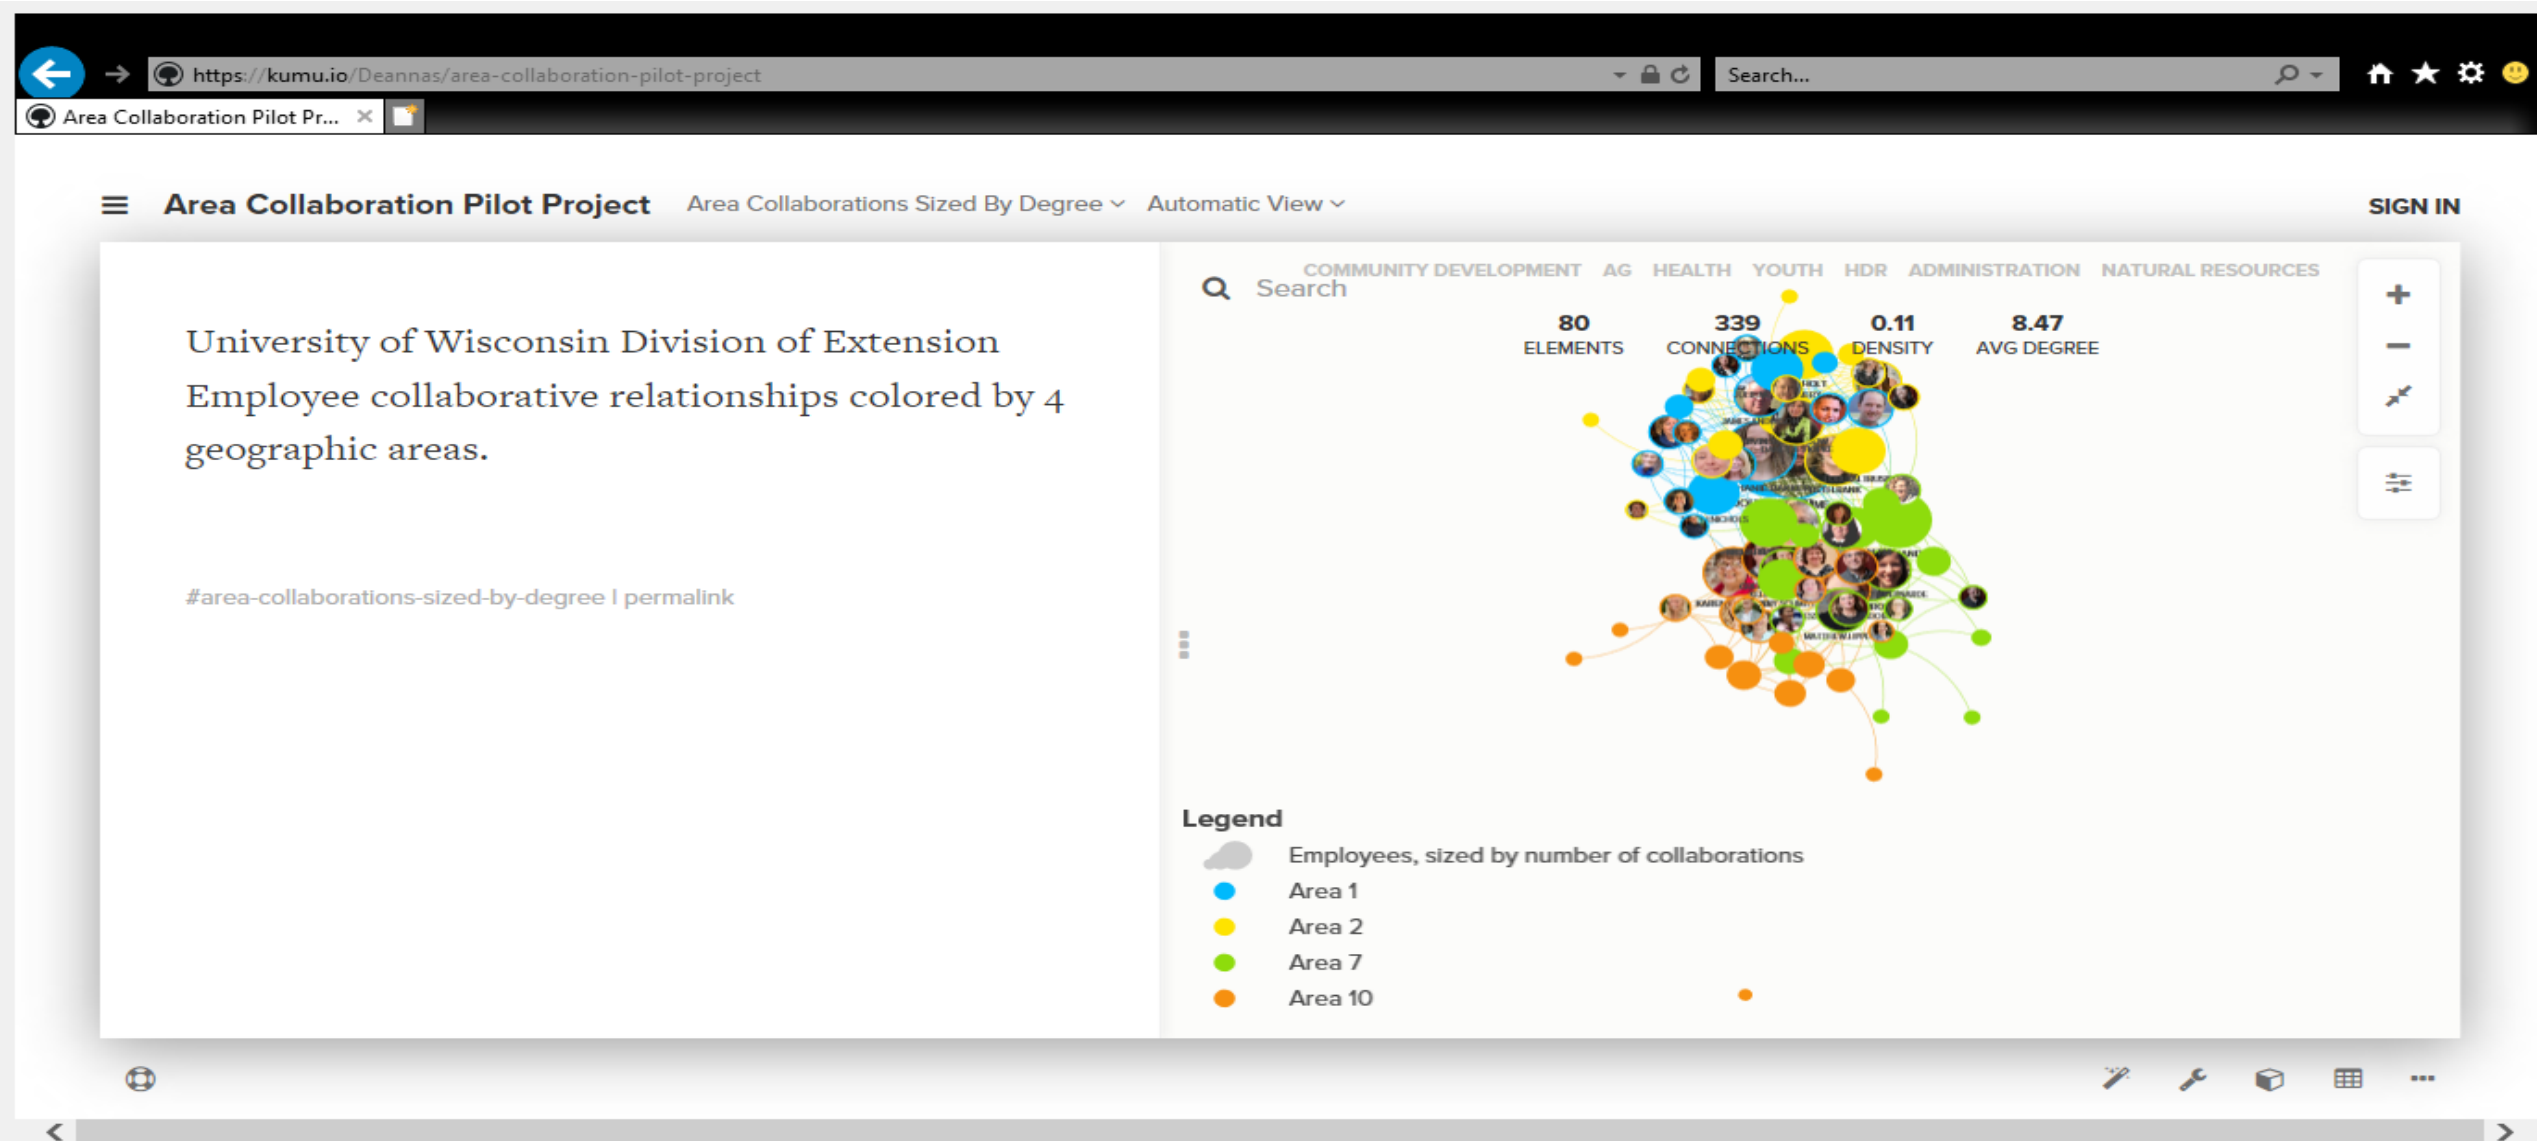 https://kumu.io/Deannas/area-collaboration-pilot-project
Search...
Area Collaboration Pilot Pr...
Area Collaboration Pilot Project
Area Collaborations Sized By Degree
Automatic View
SIGN IN
University of Wisconsin Division of Extension
Employee collaborative relationships colored by 4
geographic areas.
#area-collaborations-sized-by-degree | permalink
COMMUNITY DEVELOPMENT AG HEALTH YOUTH HDR ADMINISTRATION NATURAL RESOURCES
Search
80 339 0.11 8.47
ELEMENTS CONNECTIONS DENSITY AVG DEGREE
HOLT
NICHOLS
Legend
Employees, sized by number of collaborations
Area 1
Area 2
Area 7
Area 10